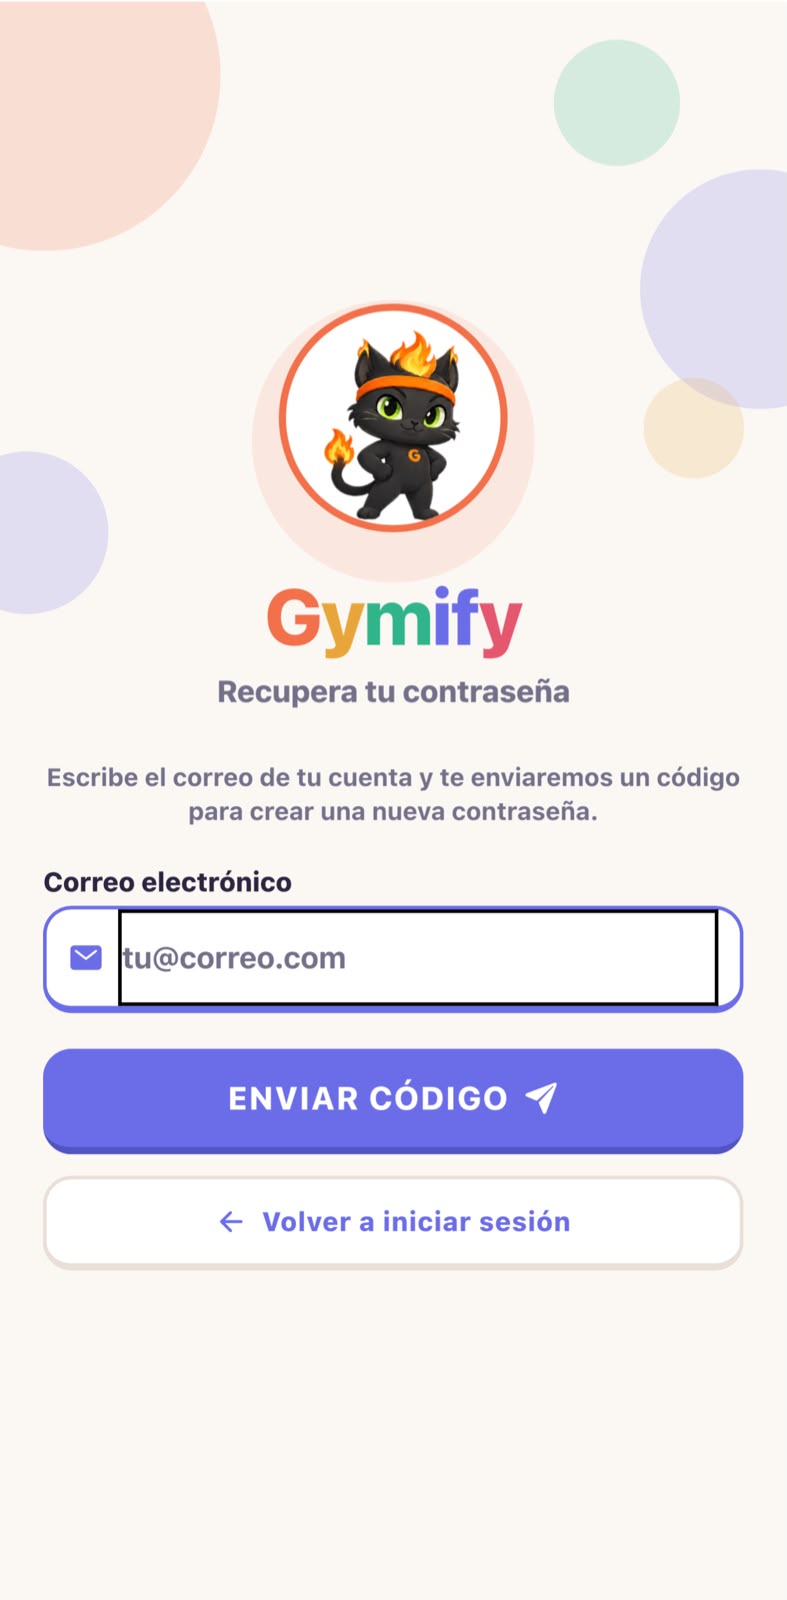 G
Gymify
Recupera tu contraseña
Escribe el correo de tu cuenta y te enviaremos un código
para crear una nueva contraseña.
Correo electrónico
tu@correo.com
ENVIAR CÓDIGO
Volver a iniciar sesión